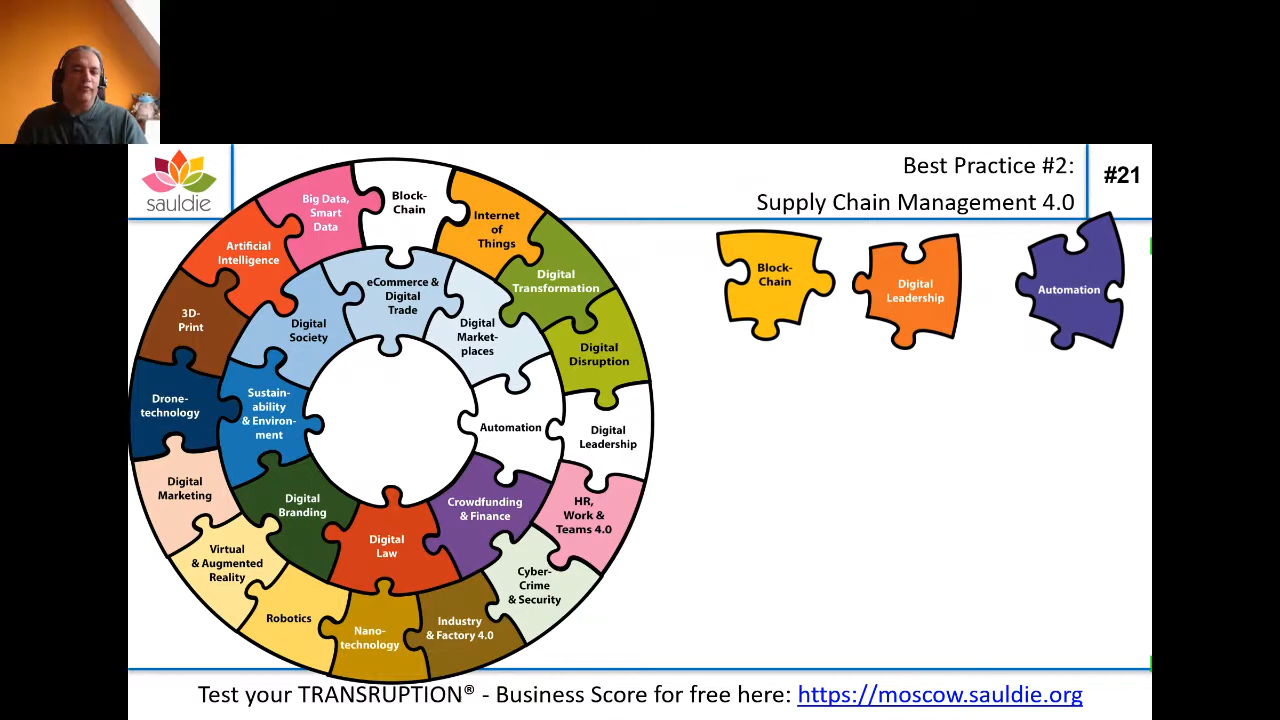 sauldie
Best Practice #2:
Supply Chain Management 4.0
#21
Block-
Chain
Internet
of
Things
Digital
Transformation
Digital
Disruption
Digital
Leadership
HR,
Work &
Teams 4.0
Cyber-
Crime
& Security
Industry
& Factory 4.0
Nano-
technology
Robotics
Virtual
& Augmented
Reality
Digital
Marketing
Drone-
technology
3D-
Print
Artificial
Intelligence
Big Data,
Smart
Data
eCommerce &
Digital
Trade
Digital
Market-
places
Automation
Crowdfunding
& Finance
Digital
Law
Digital
Branding
Sustain-
ability
& Environ-
ment
Digital
Society
Block-
Chain
Digital
Leadership
Automation
Test your TRANSRUPTION® - Business Score for free here: https://moscow.sauldie.org